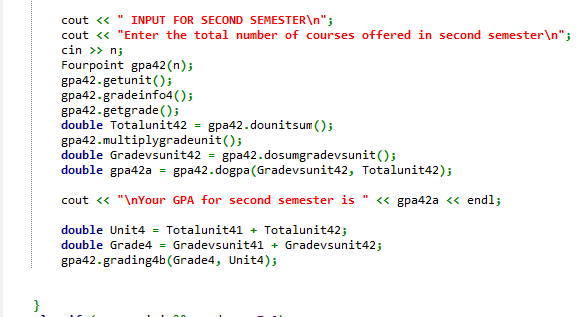 cout << " INPUT FOR SECOND SEMESTER\n";
cout << "Enter the total number of courses offered in second semester\n";
cin >> n;
Fourpoint gpa42(n);
gpa42.getunit();
gpa42.gradeinfo4();
gpa42.getgrade();
double Totalunit42 = gpa42.dounitsum();
gpa42.multiplygradeunit();
double Gradevsunit42 = gpa42.dosumgradevsunit();
double gpa42a = gpa42.dogpa(Gradevsunit42, Totalunit42);
cout << "\nYour GPA for second semester is " << gpa42a << endl;
double Unit4 = Totalunit41 + Totalunit42;
double Grade4 = Gradevsunit41 + Gradevsunit42;
gpa42.grading4b(Grade4, Unit4);
}